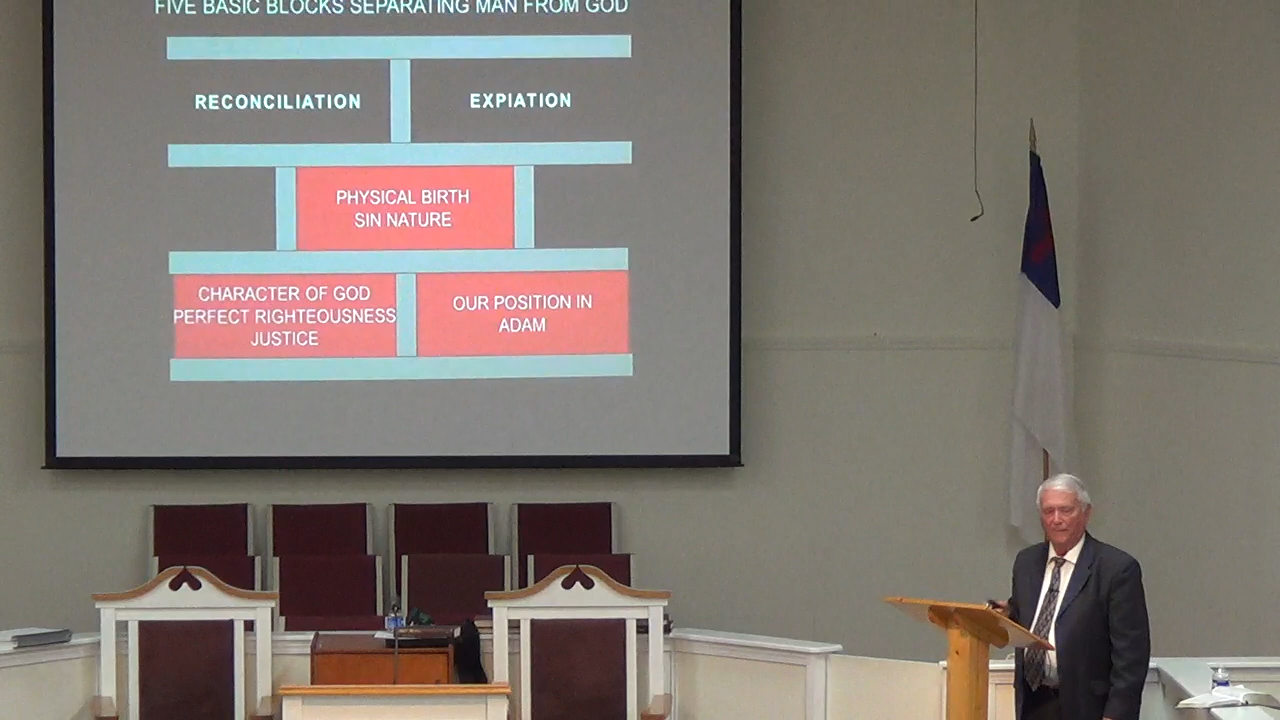 FIVE BASIC BLOCKS SEPARATING MAN FROM GOD
RECONCILIATION
EXPIATION
PHYSICAL BIRTH
SIN NATURE
CHARACTER OF GOD
PERFECT RIGHTEOUSNESS
JUSTICE
OUR POSITION IN
ADAM